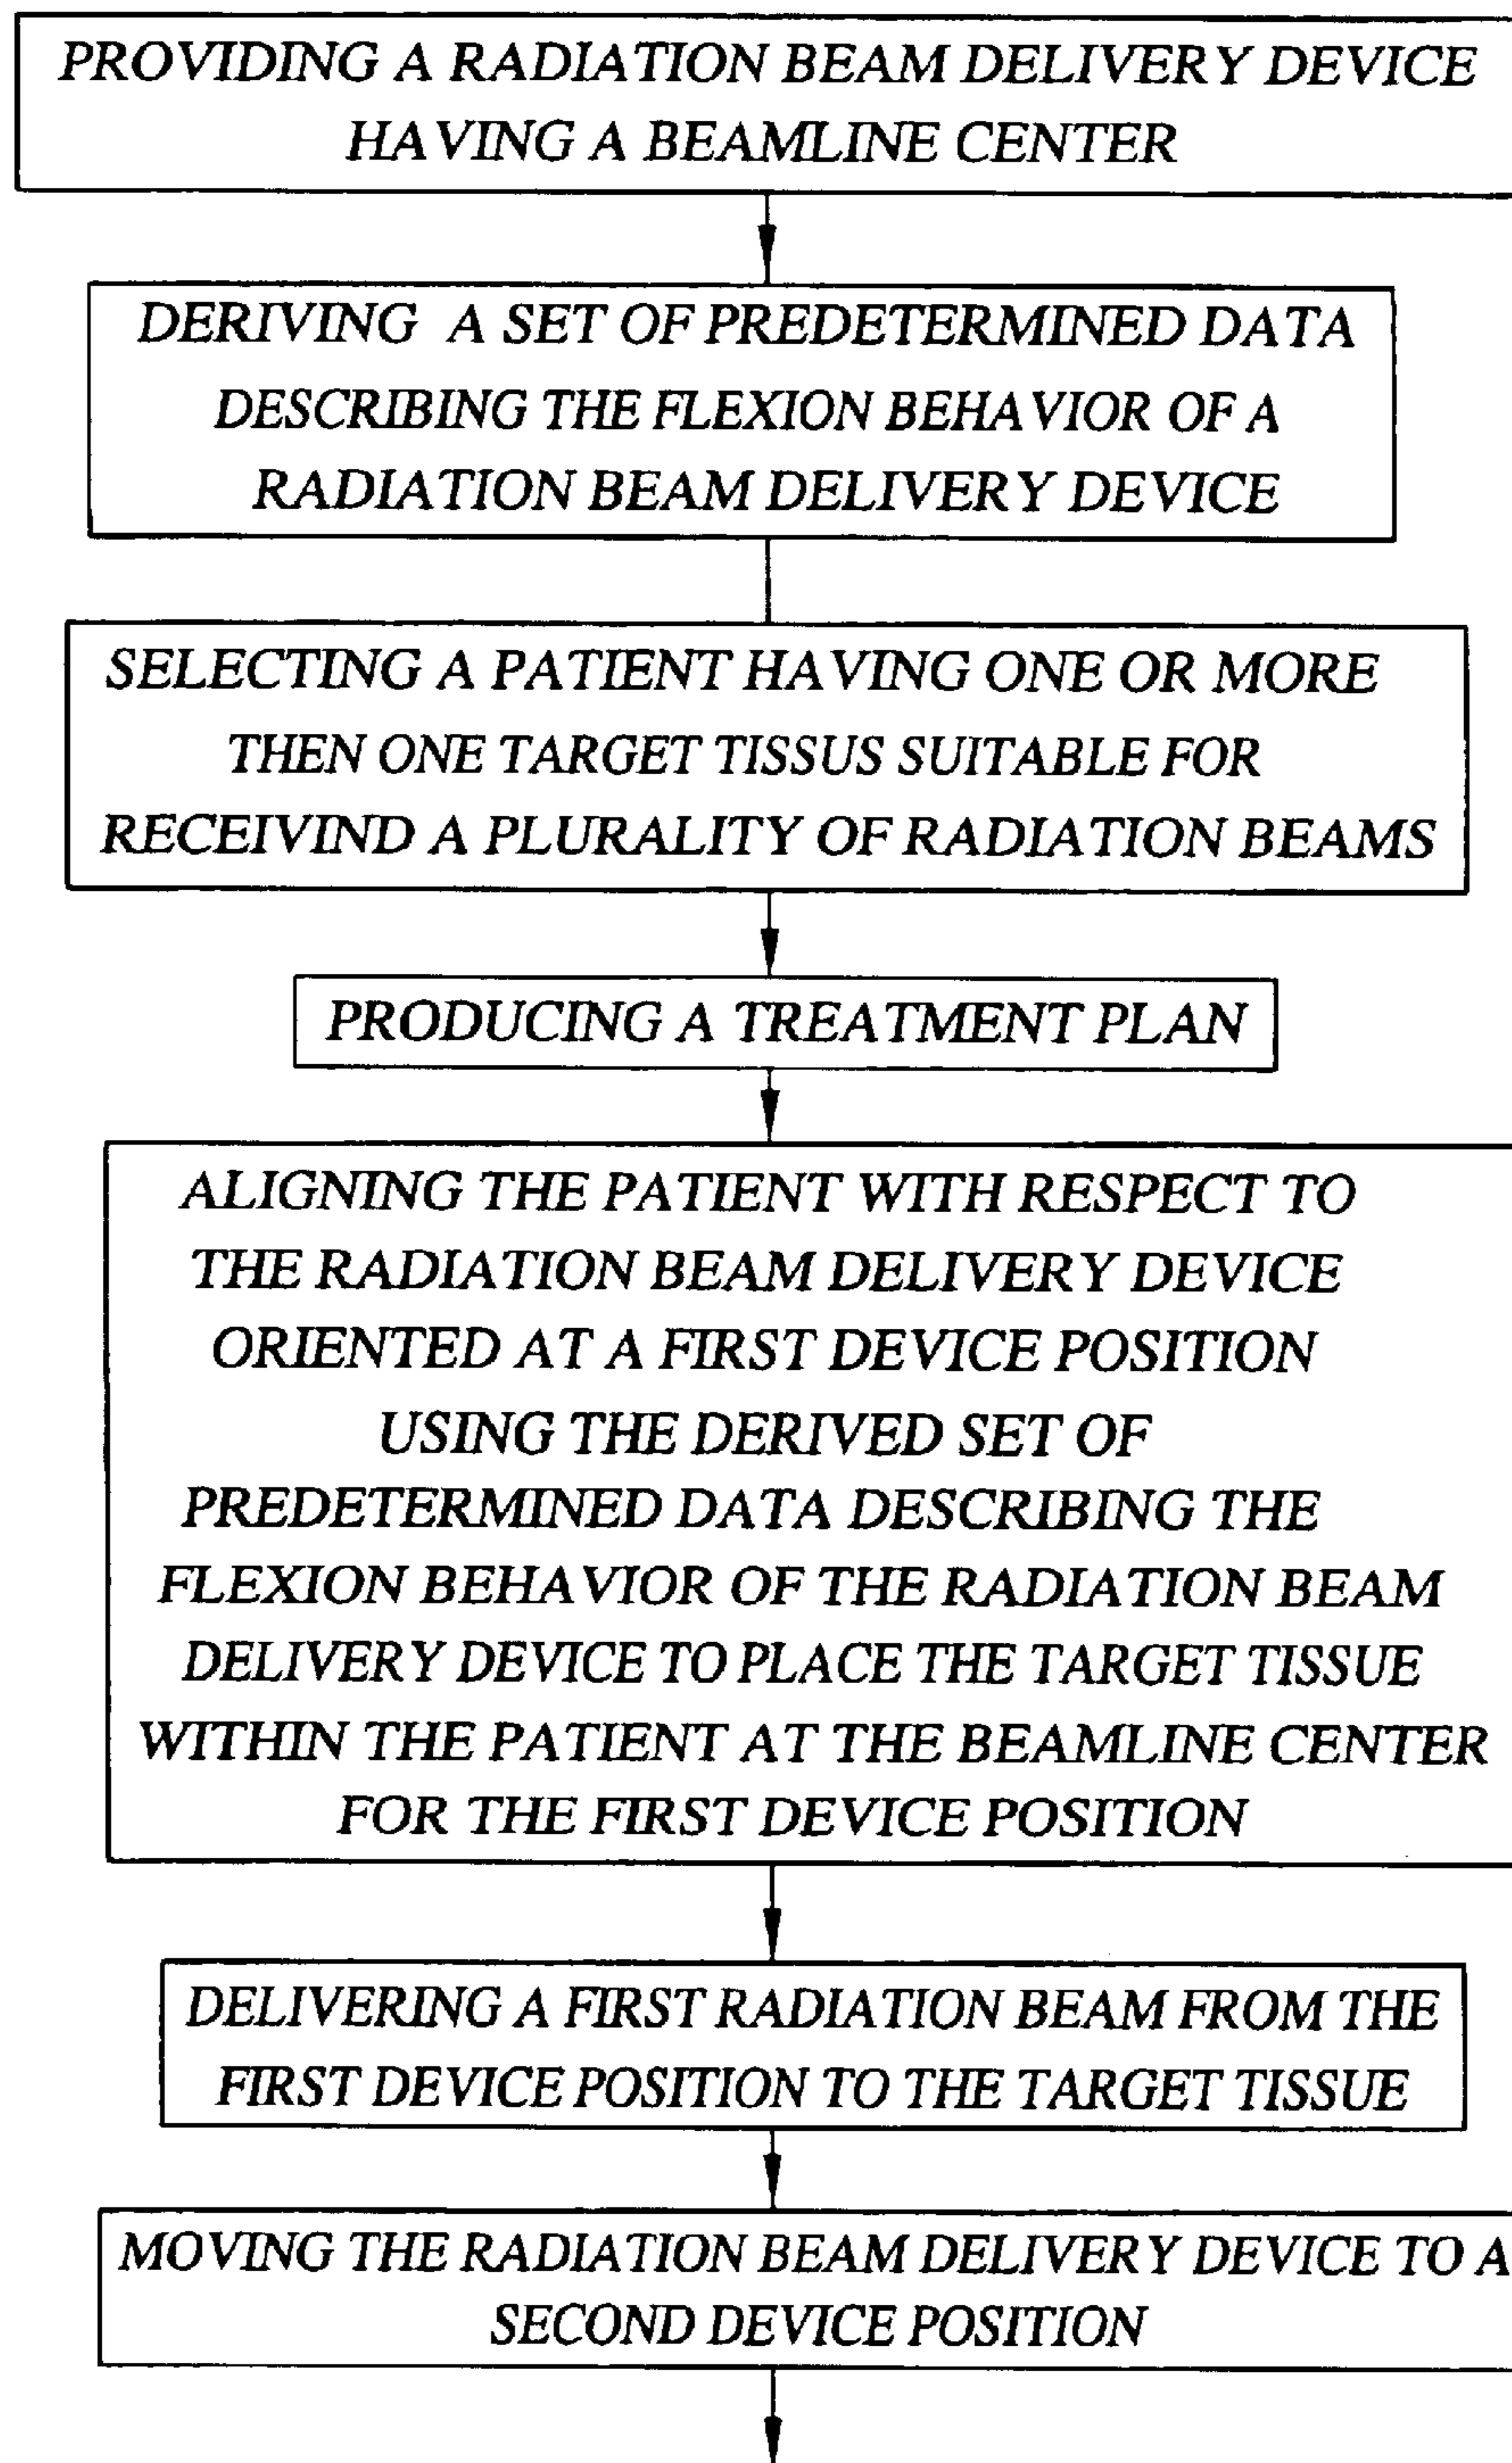 PROVIDING A RADIATION BEAM DELIVERY DEVICE
HAVING A BEAMLINE CENTER
DERIVING A SET OF PREDETERMINED DATA
DESCRIBING THE FLEXION BEHAVIOR OF A
RADIATION BEAM DELIVERY DEVICE
SELECTING A PATIENT HAVING ONE OR MORE
THEN ONE TARGET TISSUS SUITABLE FOR
RECEIVIND A PLURALITY OF RADIATION BEAMS
PRODUCING A TREATMENT PLAN
ALIGNING THE PATIENT WITH RESPECT TO
THE RADIATION BEAM DELIVERY DEVICE
ORIENTED AT A FIRST DEVICE POSITION
USING THE DERIVED SET OF
PREDETERMINED DATA DESCRIBING THE
FLEXION BEHAVIOR OF THE RADIATION BEAM
DELIVERY DEVICE TO PLACE THE TARGET TISSUE
WITHIN THE PATIENT AT THE BEAMLINE CENTER
FOR THE FIRST DEVICE POSITION
DELIVERING A FIRST RADIATION BEAM FROM THE
FIRST DEVICE POSITION TO THE TARGET TISSUE
MOVING THE RADIATION BEAM DELIVERY DEVICE TO A
SECOND DEVICE POSITION